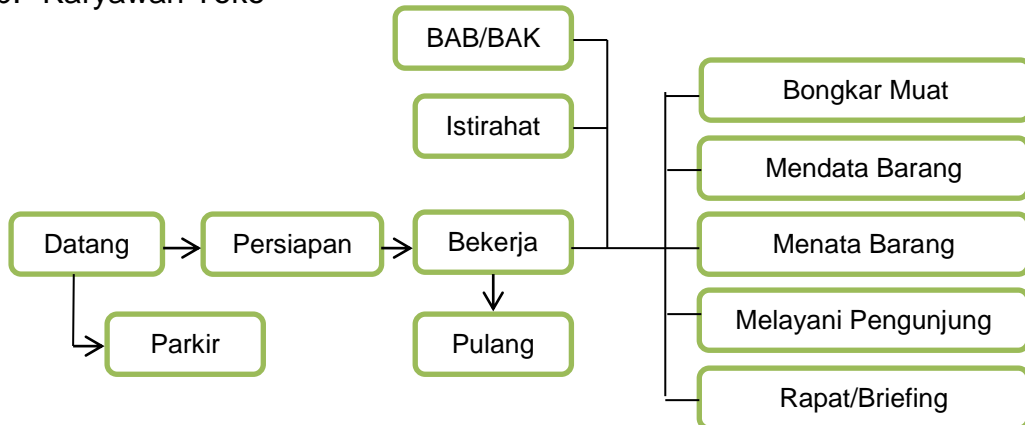 Karyawan Toko
BAB/BAK
Istirahat
Datang
Persiapan
Bekerja
Parkir
Pulang
Bongkar Muat
Mendata Barang
Menata Barang
Melayani Pengunjung
Rapat/Briefing